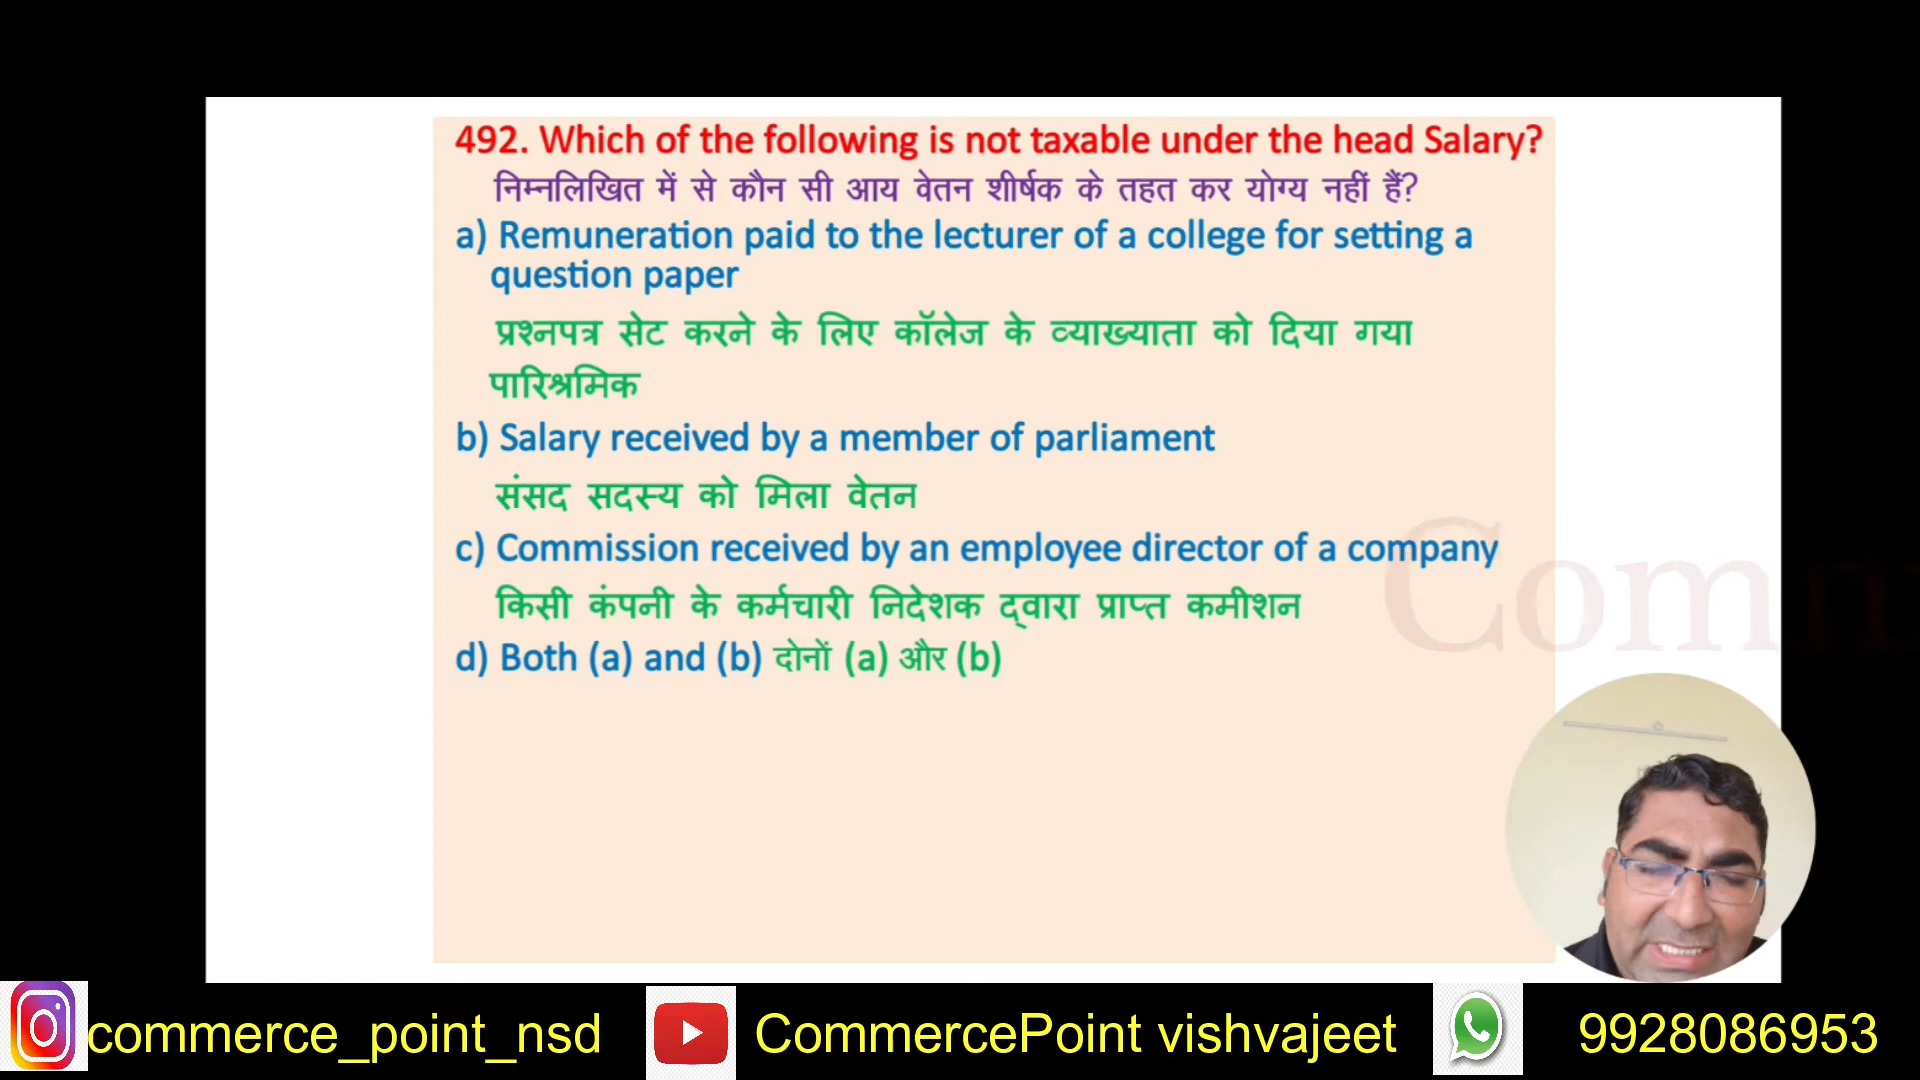 492. Which of the following is not taxable under the head Salary?
निम्नलिखित में से कौन सी आय वेतन शीर्षक के तहत कर योग्य नहीं हैं?
a) Remuneration paid to the lecturer of a college for setting a
question paper
प्रश्नपत्र सेट करने के लिए कॉलेज के व्याख्याता को दिया गया
पारिश्रमिक
b) Salary received by a member of parliament
संसद सदस्य को मिला वेतन
c) Commission received by an employee director of a company
किसी कंपनी के कर्मचारी निदेशक द्वारा प्राप्त कमीशन
d) Both (a) and (b) दोनों (a) और (b)
commerce_point_nsd
CommercePoint vishvajeet
9928086953